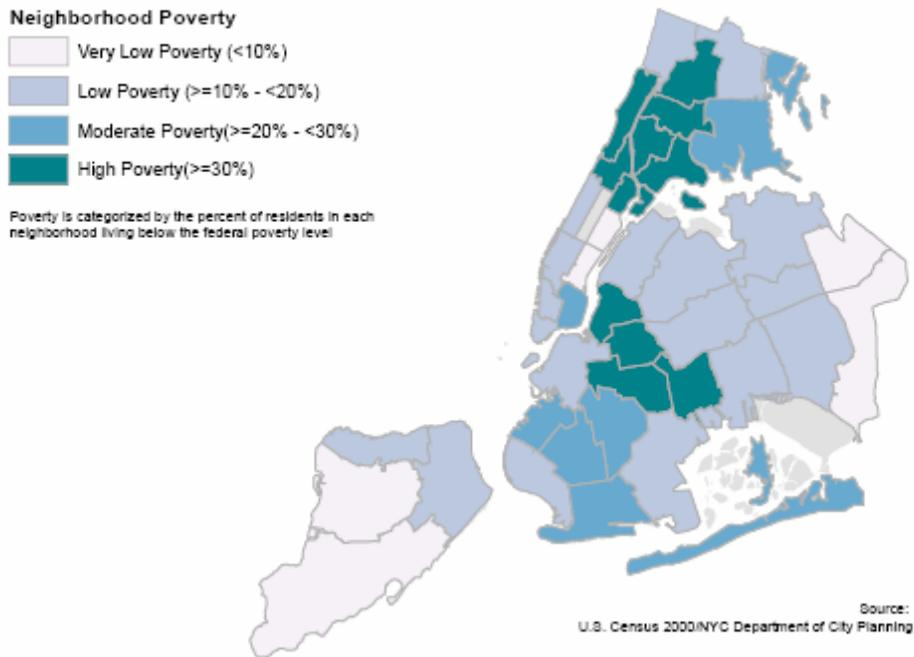 Neighborhood Poverty
Very Low Poverty (<10%)
Low Poverty (>=10% - <20%)
Moderate Poverty(>=20% - <30%)
High Poverty(>=30%)
Poverty is categorized by the percent of residents in each
neighborhood living below the federal poverty level
Source:
U.S. Census 2000/NYC Department of City Planning